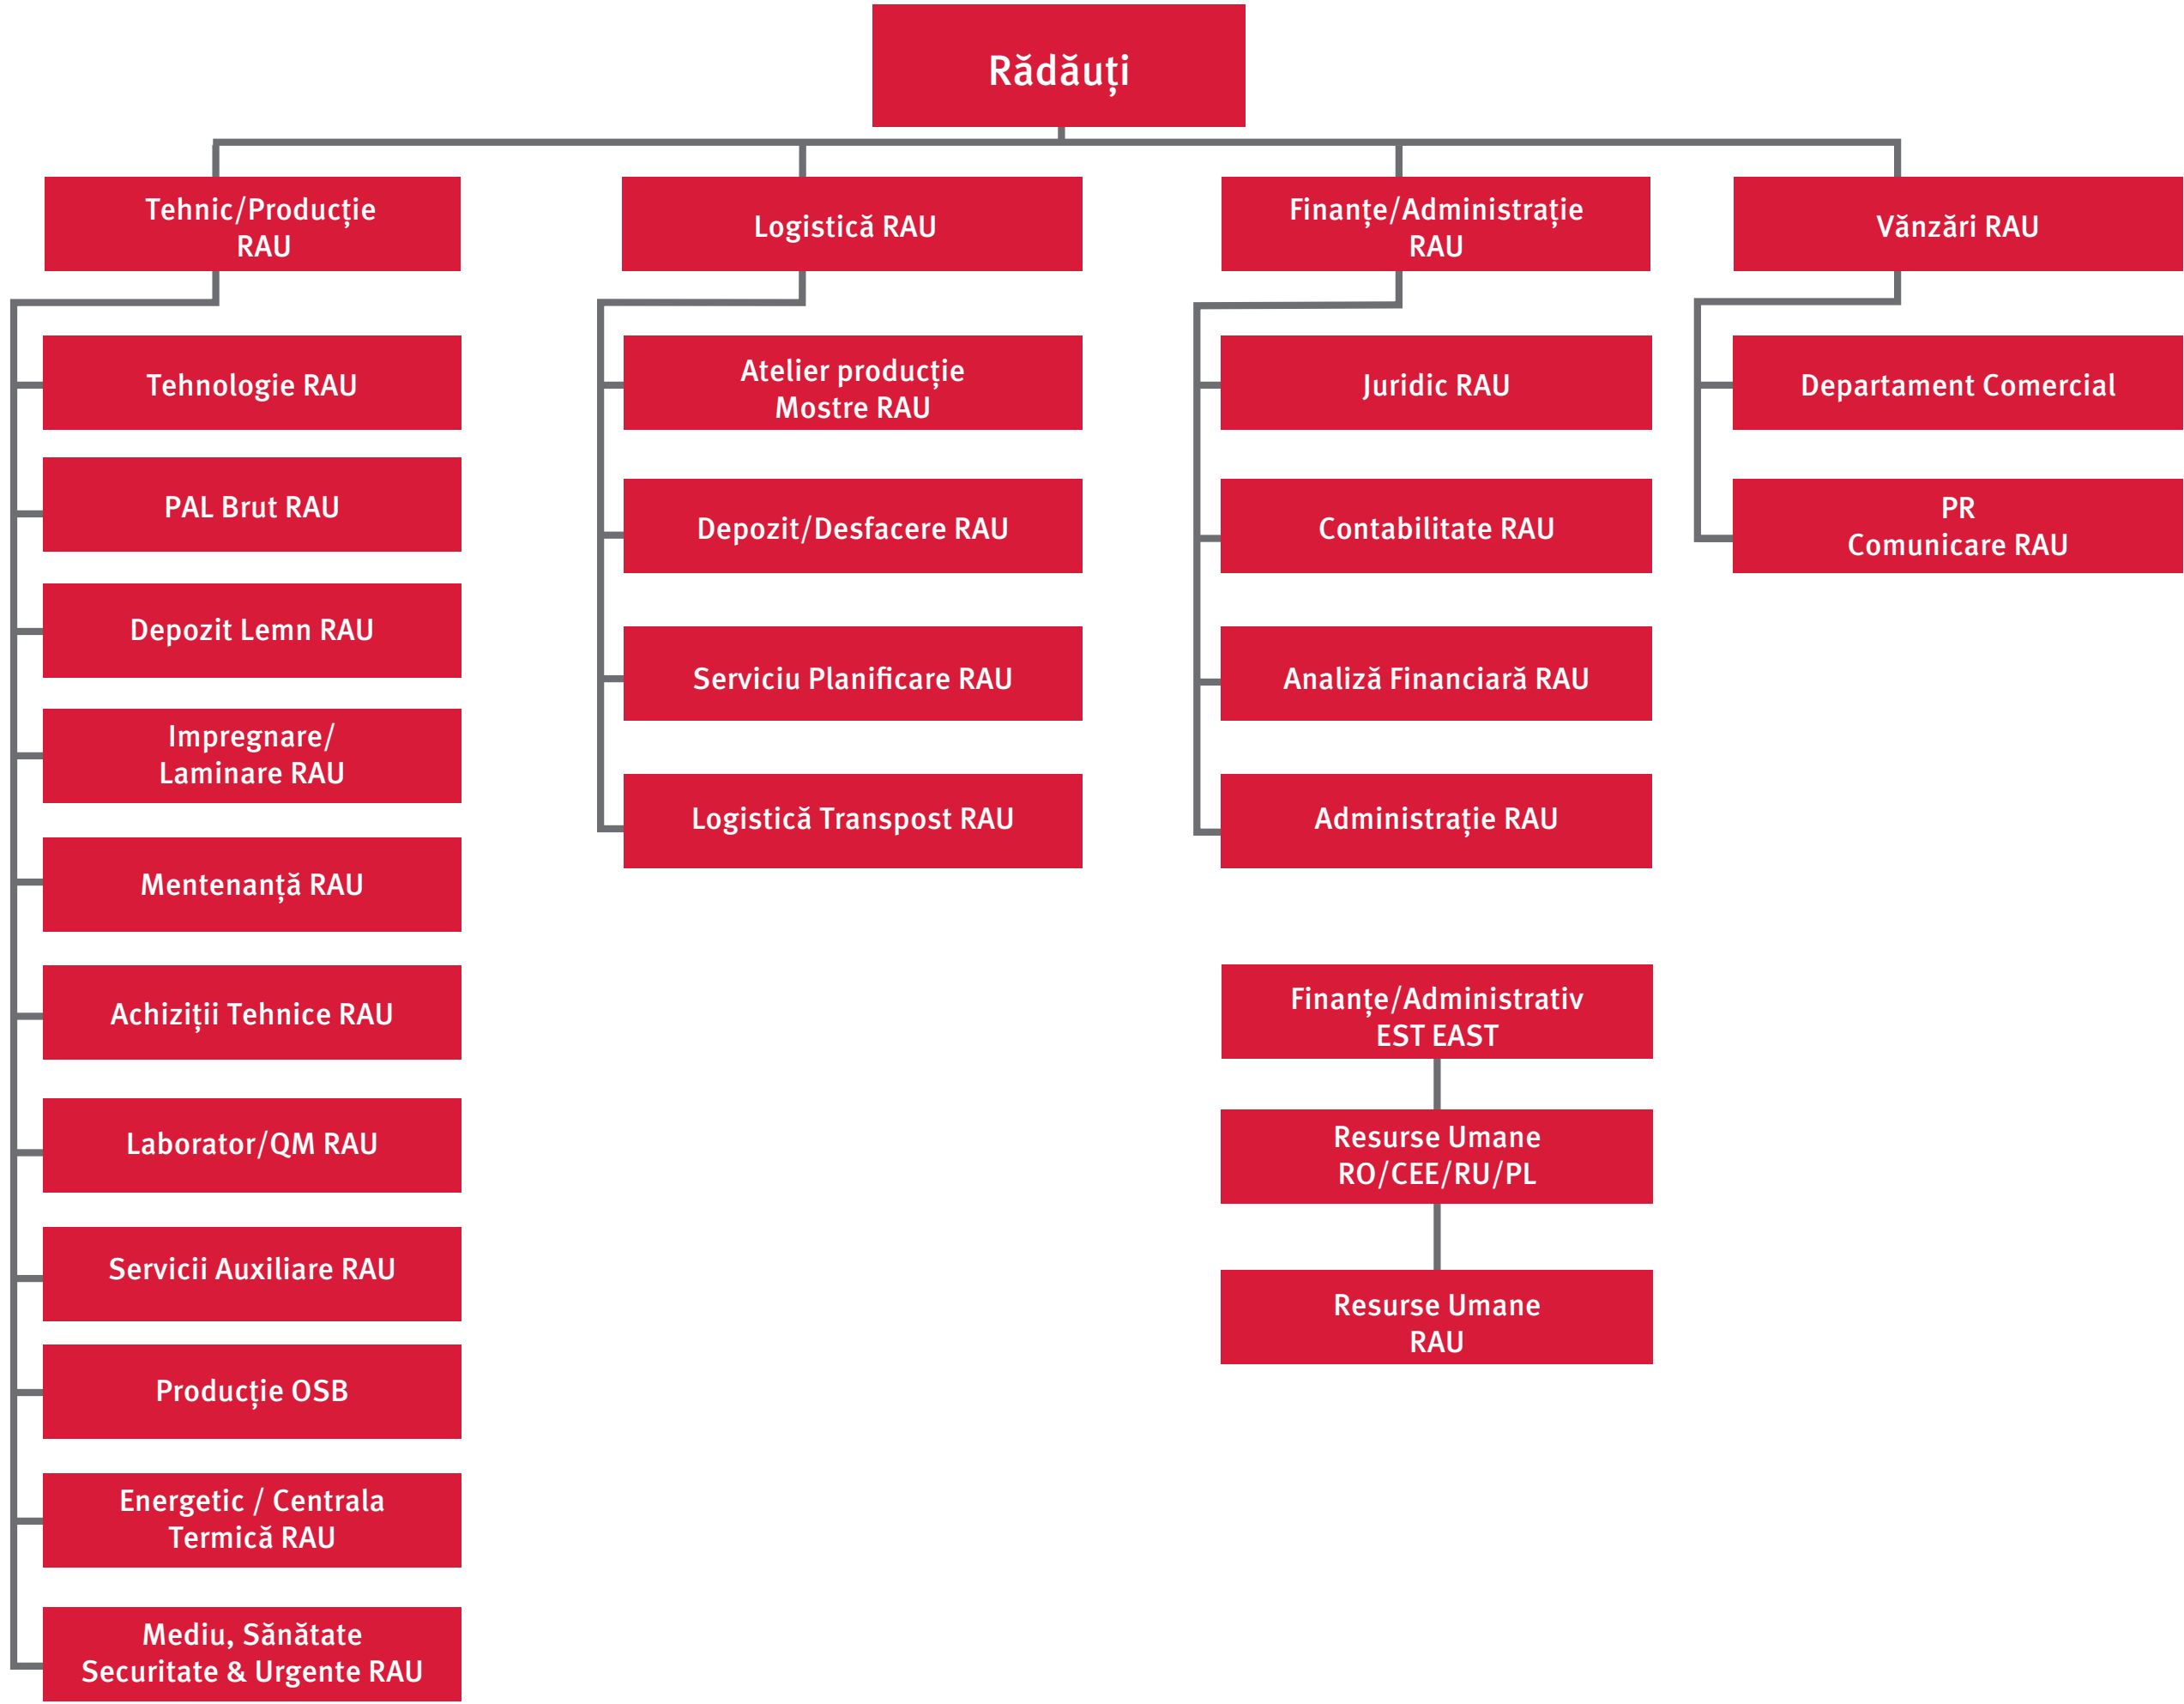 Rădăuți
Tehnic/Producție
RAU
Logistică RAU
Finanțe/Administrație
RAU
Vănzări RAU
Tehnologie RAU
PAL Brut RAU
Depozit Lemn RAU
Impregnare/
Laminare RAU
Mentenanță RAU
Achiziții Tehnice RAU
Laborator/QM RAU
Servicii Auxiliare RAU
Producție OSB
Energetic / Centrala
Termică RAU
Mediu, Sănătate
Securitate & Urgente RAU
Atelier producție
Mostre RAU
Depozit/Desfacere RAU
Serviciu Planificare RAU
Logistică Transpost RAU
Juridic RAU
Contabilitate RAU
Analiză Financiară RAU
Administrație RAU
Finanțe/Administrativ
EST EAST
Resurse Umane
RO/CEE/RU/PL
Resurse Umane
RAU
Departament Comercial
PR
Comunicare RAU